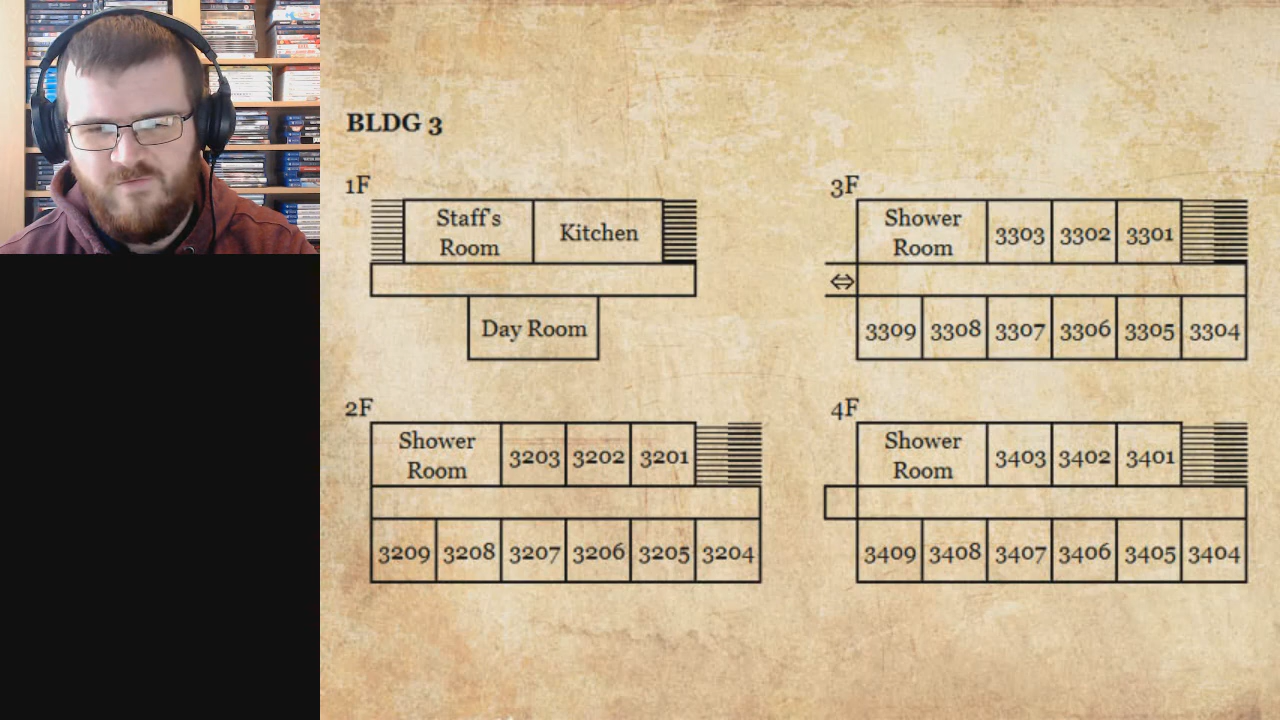 BLDG 3
1F
Staff's
Room
Kitchen
Day Room
2F
Shower
Room
3203 3202 3201
3209 3208 3207 3206 3205 3204
3F
Shower
Room
3303 3302 3301
3309 3308 3307 3306 3305 3304
4F
Shower
Room
3403 3402 3401
3409 3408 3407 3406 3405 3404